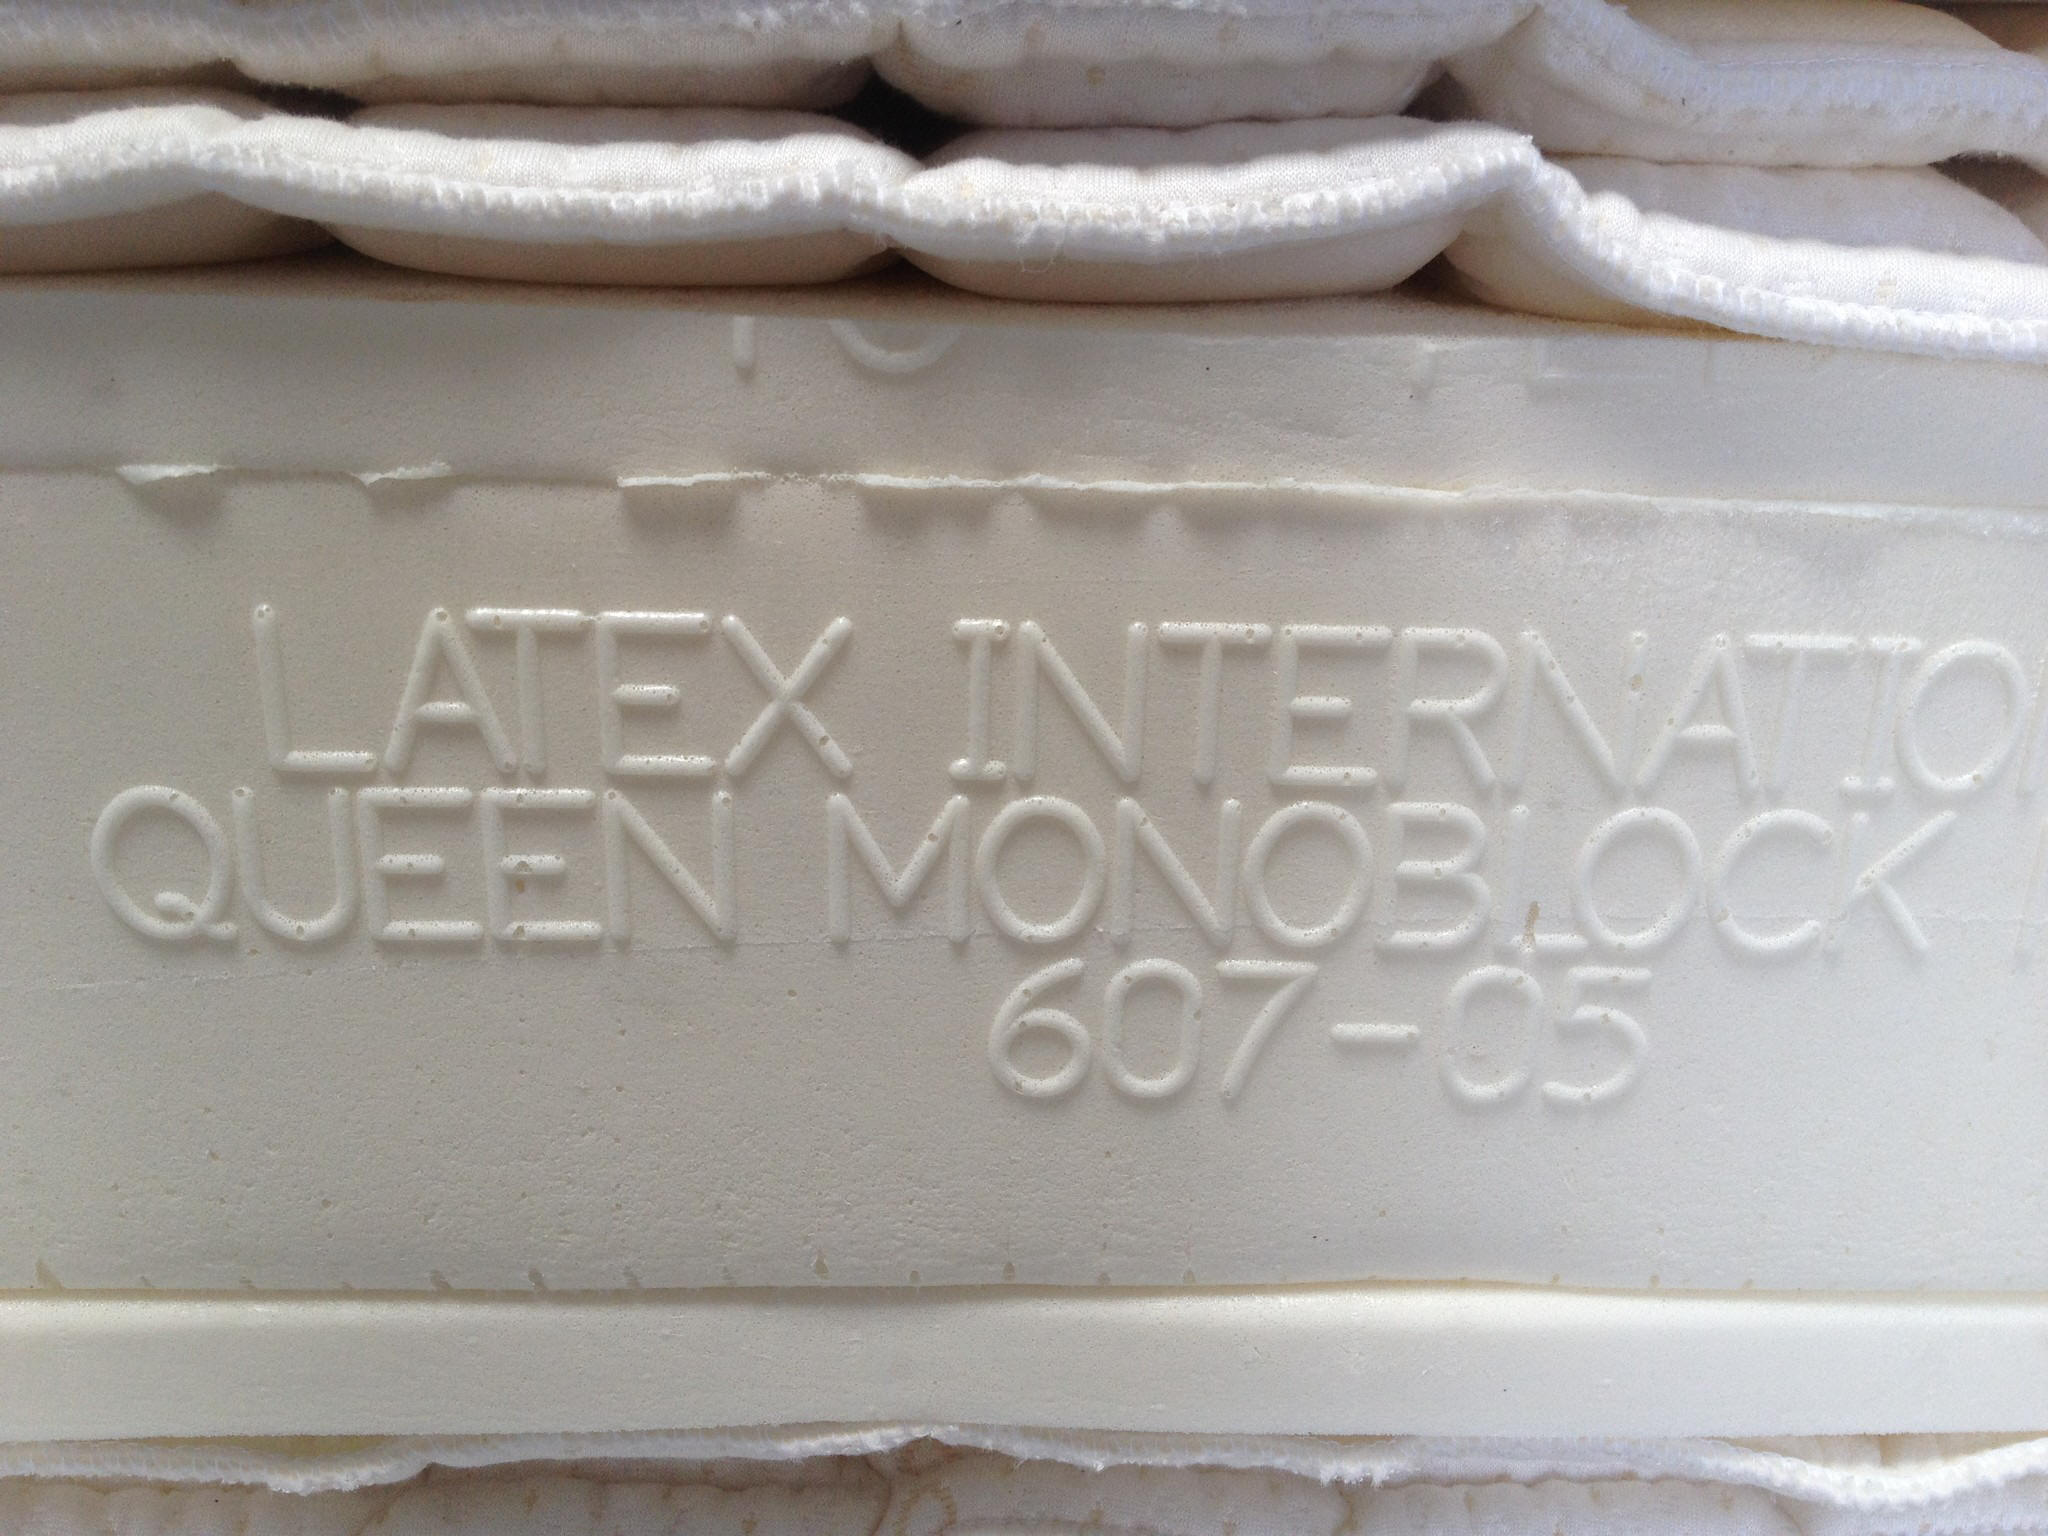 LATEX INTERNATIO
QUEEN MONOBLOCK
607-05